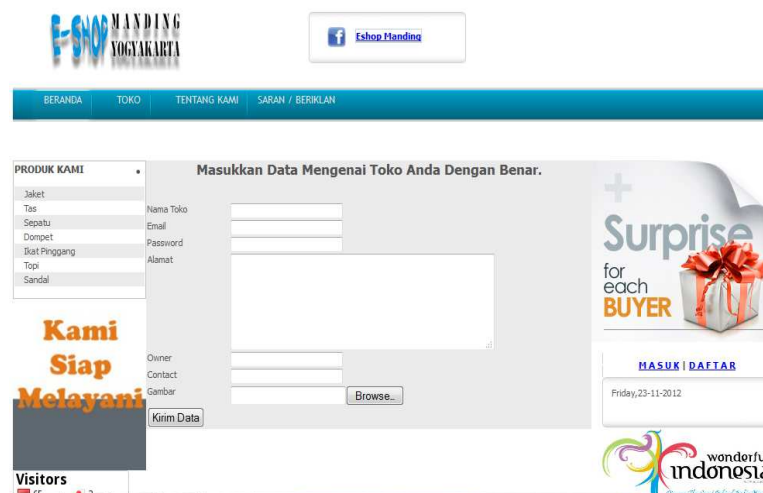 E-SHOP MANDING
YOGYAKARTA
Eshop Manding
BERANDA TOKO TENTANG KAMI SARAN / BERIKLAN
PRODUK KAMI
Jaket
Tas
Sepatu
Dompet
Ikat Pinggang
Topi
Sandal
Kami
Siap
Melayani
Visitors
Masukkan Data Mengenai Toko Anda Dengan Benar.
Nama Toko
Email
Password
Alamat
Owner
Contact
Gambar
Browse..
Kirim Data
Surprise
for
each
BUYER
MASUK | DAFTAR
Friday,23-11-2012
wonderfu
indonesia